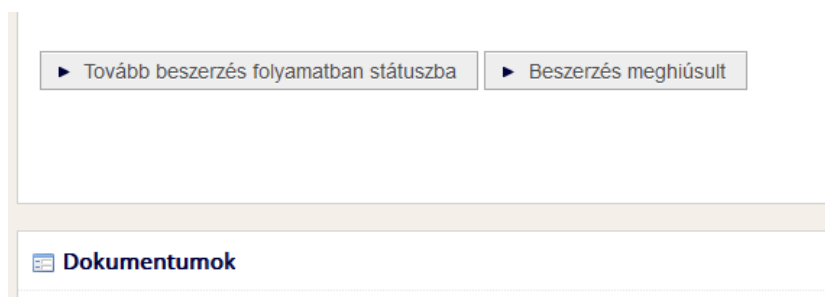 Tovább beszerzés folyamatban státuszba
Beszerzés meghiúsult
Dokumentumok